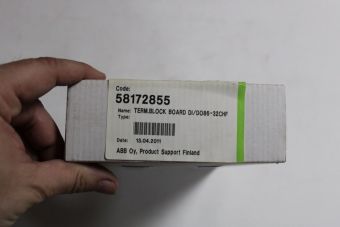 Code:
58172855
Name: TERM.BLOCK BOARD DI/DO86-32CHF
Type:
Date: 15.04.2011
ABB Oy, Product Support Finland